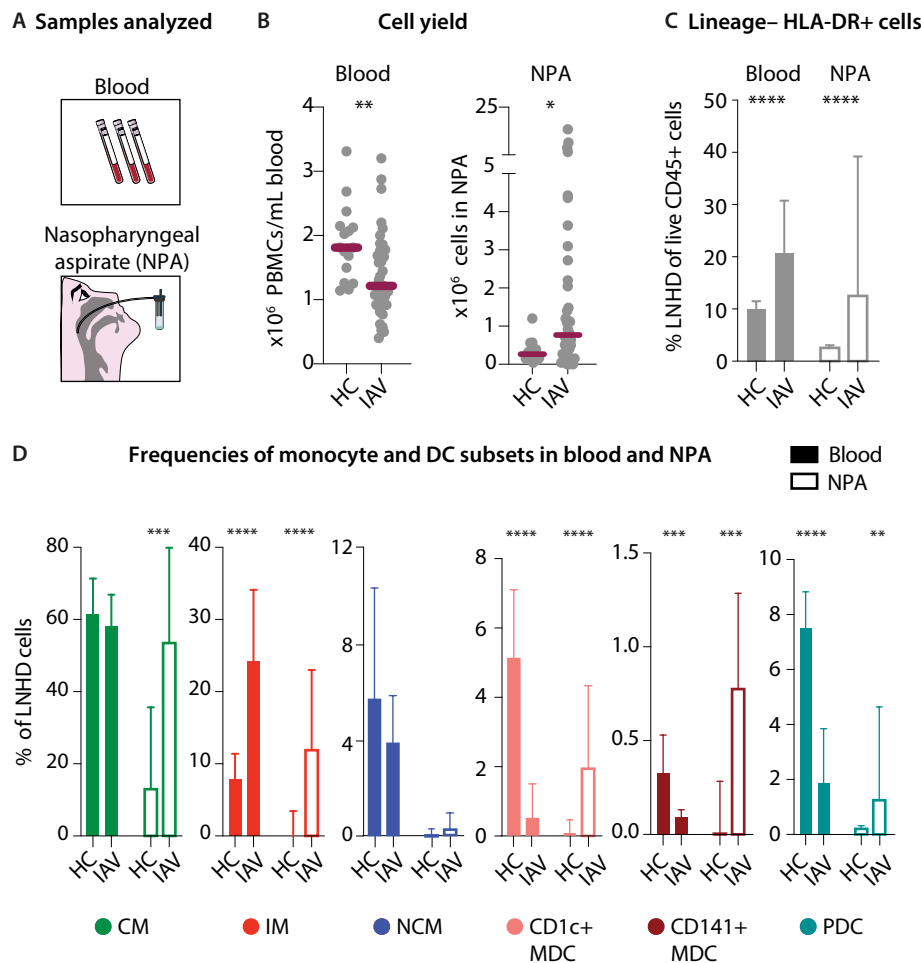 A Samples analyzed
Blood
Nasopharyngeal
aspirate (NPA)
B Cell yield
Blood
**
x10⁶ PBMCs/mL blood
4
3
2
1
0
HC
IAV
NPA
*
x10⁶ cells in NPA
25
5
5
4
3
2
1
0
HC
IAV
C Lineage– HLA-DR+ cells
Blood NPA
**** ****
% LNHD of live CD45+ cells
50
40
30
20
10
0
HC
IAV
HC
IAV
D Frequencies of monocyte and DC subsets in blood and NPA
Blood
NPA
% of LNHD cells
***
80
60
40
20
0
HC
IAV
HC
IAV
CM
**** ****
40
30
20
10
0
HC
IAV
HC
IAV
IM
12
8
4
0
HC
IAV
HC
IAV
NCM
**** ****
8
6
4
2
0
HC
IAV
HC
IAV
CD1c+
MDC
*** ***
1.5
1.0
0.5
0.0
HC
IAV
HC
IAV
CD141+
MDC
**** **
10
8
6
4
2
0
HC
IAV
HC
IAV
PDC